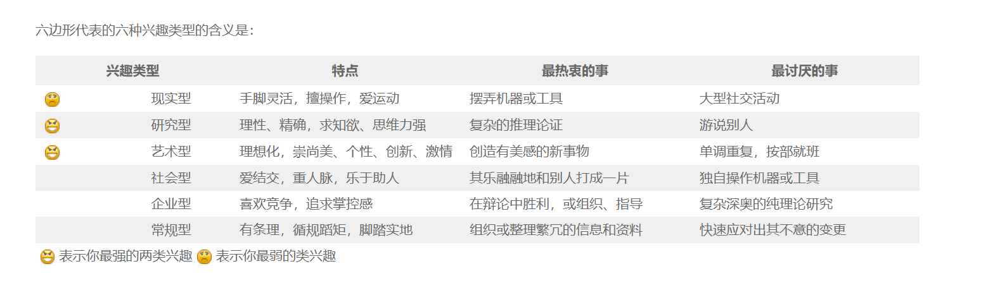 六边形代表的六种兴趣类型的含义是：
兴趣类型 特点 最热衷的事 最讨厌的事
现实型 手脚灵活，擅操作，爱运动 摆弄机器或工具 大型社交活动
研究型 理性、精确，求知欲、思维力强 复杂的推理论证 游说别人
艺术型 理想化，崇尚美、个性、创新、激情 创造有美感的新事物 单调重复，按部就班
社会型 爱结交，重人脉，乐于助人 其乐融融地和别人打成一片 独自操作机器或工具
企业型 喜欢竞争，追求掌控感 在辩论中胜利，或组织、指导 复杂深奥的纯理论研究
常规型 有条理，循规蹈矩，脚踏实地 组织或整理繁冗的信息和资料 快速应对出其不意的变更
表示你最强的两类兴趣 表示你最弱的类兴趣